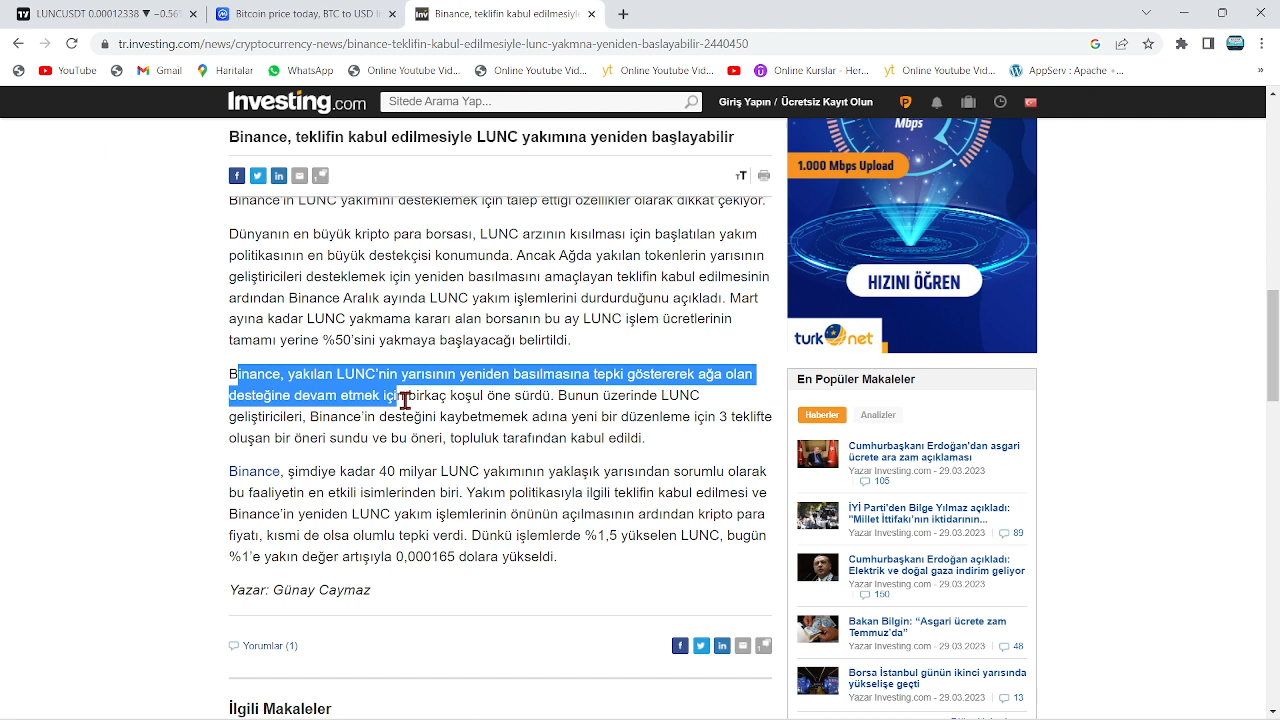 LUNCUSDT 0.00012338 ▼ −0.56
Bitcoin price today, BTC to USD li
Binance, teklifin kabul edilmesiyle
tr.investing.com/news/cryptocurrency-news/binance-teklifin-kabul-edilmesiyle-lunc-yakmna-yeniden-baslayabilir-2440450
YouTube
Gmail
Haritalar
WhatsApp
Online Youtube Vid...
Online Youtube Vid...
Online Youtube Vid...
Online Kurslar - Her...
Online Youtube Vid...
AppServ : Apache +...
Investing.com
Sitede Arama Yap...
Giriş Yapın / Ücretsiz Kayıt Olun
Binance, teklifin kabul edilmesiyle LUNC yakımına yeniden başlayabilir
Binance'in LUNC yakımını desteklemek için talep ettiği özellikler olarak dikkat çekiyor.
Dünyanın en büyük kripto para borsası, LUNC arzının kısılması için başlatılan yakım
politikasının en büyük destekçisi konumunda. Ancak Ağda yakılan tokenlerin yarısının
geliştiricileri desteklemek için yeniden basılmasını amaçlayan teklifin kabul edilmesinin
ardından Binance Aralık ayında LUNC yakım işlemlerini durdurduğunu açıkladı. Mart
ayına kadar LUNC yakmama kararı alan borsanın bu ay LUNC işlem ücretlerinin
tamamı yerine %50'sini yakmaya başlayacağı belirtildi.
Binance, yakılan LUNC'nin yarısının yeniden basılmasına tepki göstererek ağa olan
desteğine devam etmek için birkaç koşul öne sürdü. Bunun üzerinde LUNC
geliştiricileri, Binance'in desteğini kaybetmemek adına yeni bir düzenleme için 3 teklifte
oluşan bir öneri sundu ve bu öneri, topluluk tarafından kabul edildi.
Binance, şimdiye kadar 40 milyar LUNC yakımının yaklaşık yarısından sorumlu olarak
bu faaliyetin en etkili isimlerinden biri. Yakım politikasıyla ilgili teklifin kabul edilmesi ve
Binance'in yeniden LUNC yakım işlemlerinin önünün açılmasının ardından kripto para
fiyatı hafif de olsa olumlu tepki verdi. Dünkü işlemlerde %1,5 yükselen LUNC, bugün
%1'e yakın değer artışıyla 0,000165 dolara yükseldi.
Yazar: Günay Caymaz
Yorumlar (1)
İlgili Makaleler
Mbps
1.000 Mbps Upload
HIZINI ÖĞREN
turknet
En Popüler Makaleler
Haberler
Analizler
Cumhurbaşkanı Erdoğan'dan asgari
ücrete ara zam açıklaması
Yazar Investing.com - 29.03.2023
105
İYİ Parti'den Bilge Yılmaz açıkladı:
"Millet İttifakı'nın iktidarının...
Yazar Investing.com - 29.03.2023
89
Cumhurbaşkanı Erdoğan açıkladı:
Elektrik ve doğal gaza indirim geliyor
Yazar Investing.com - 29.03.2023
150
Bakan Bilgin: “Asgari ücrete zam
Temmuz'da”
Yazar Investing.com - 29.03.2023
48
Borsa İstanbul günün ikinci yarısında
yükselişe geçti
Yazar Investing.com - 29.03.2023
13